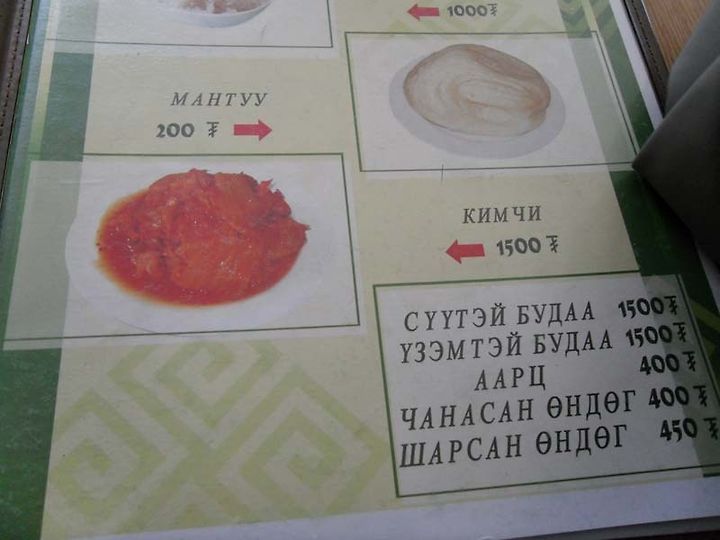 1000₮
МАНТУУ
200 ₮
КИМЧИ
1500 ₮
СҮҮТЭЙ БУДАА 1500₮
ҮЗЭМТЭЙ БУДАА 1500₮
ААРЦ 400₮
ЧАНАСАН ӨНДӨГ 400₮
ШАРСАН ӨНДӨГ 450₮